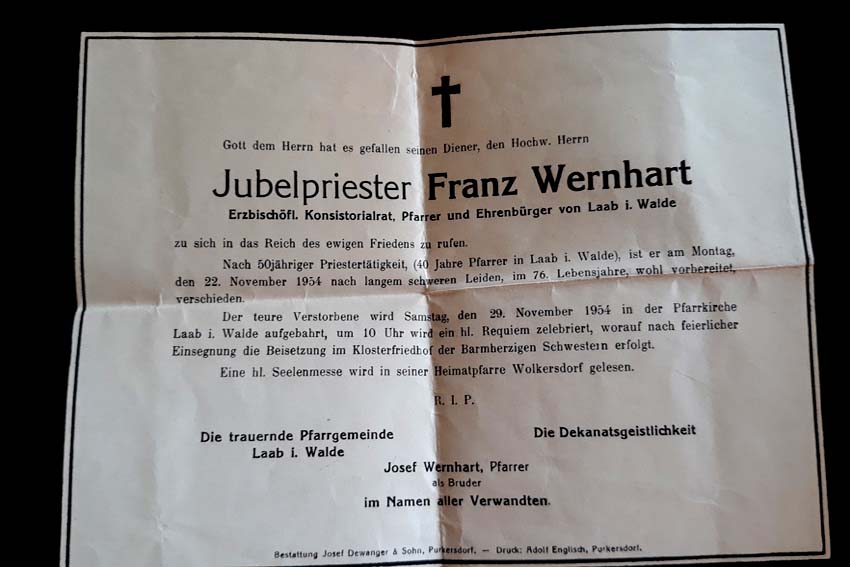 Gott dem Herrn hat es gefallen seinen Diener, den Hochw. Herrn
Jubelpriester Franz Wernhart
Erzbischöfl. Konsistorialrat, Pfarrer und Ehrenbürger von Laab i. Walde
zu sich in das Reich des ewigen Friedens zu rufen.
Nach 50jähriger Priestertätigkeit, (40 Jahre Pfarrer in Laab i. Walde), ist er am Montag,
den 22. November 1954 nach langem schweren Leiden, im 76. Lebensjahre, wohl vorbereitet,
verschieden.
Der teure Verstorbene wird Samstag, den 29. November 1954 in der Pfarrkirche
Laab i. Walde aufgebahrt, um 10 Uhr wird ein hl. Requiem zelebriert, worauf nach feierlicher
Einsegnung die Beisetzung im Klosterfriedhof der Barmherzigen Schwestern erfolgt.
Eine hl. Seelenmesse wird in seiner Heimatpfarre Wolkersdorf gelesen.
R. I. P.
Die trauernde Pfarrgemeinde
Laab i. Walde
Die Dekanatsgeistlichkeit
Josef Wernhart, Pfarrer
als Bruder
im Namen aller Verwandten.
Bestattung Josef Dewanger & Sohn, Purkersdorf. — Druck: Adolf Englisch, Purkersdorf.